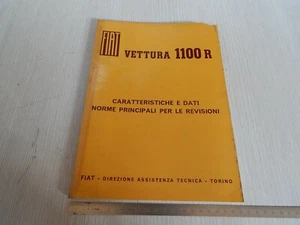 FIAT VETTURA 1100 R
CARATTERISTICHE E DATI
NORME PRINCIPALI PER LE REVISIONI
FIAT - DIREZIONE ASSISTENZA TECNICA - TORINO